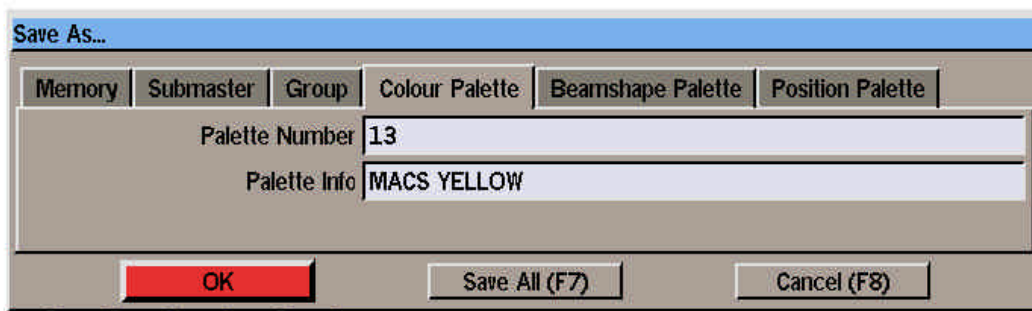 Save As...
Memory Submaster Group Colour Palette Beamshape Palette Position Palette
Palette Number 13
Palette Info MACS YELLOW
OK Save All (F7) Cancel (F8)